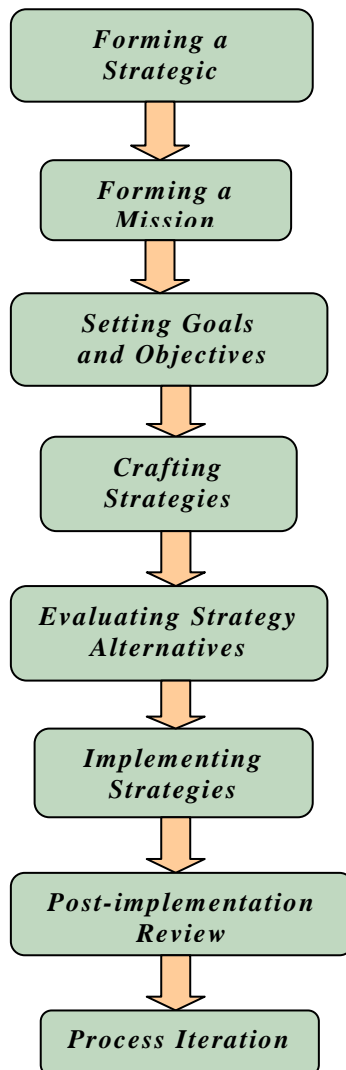 Forming a
Strategic
Forming a
Mission
Setting Goals
and Objectives
Crafting
Strategies
Evaluating Strategy
Alternatives
Implementing
Strategies
Post-implementation
Review
Process Iteration